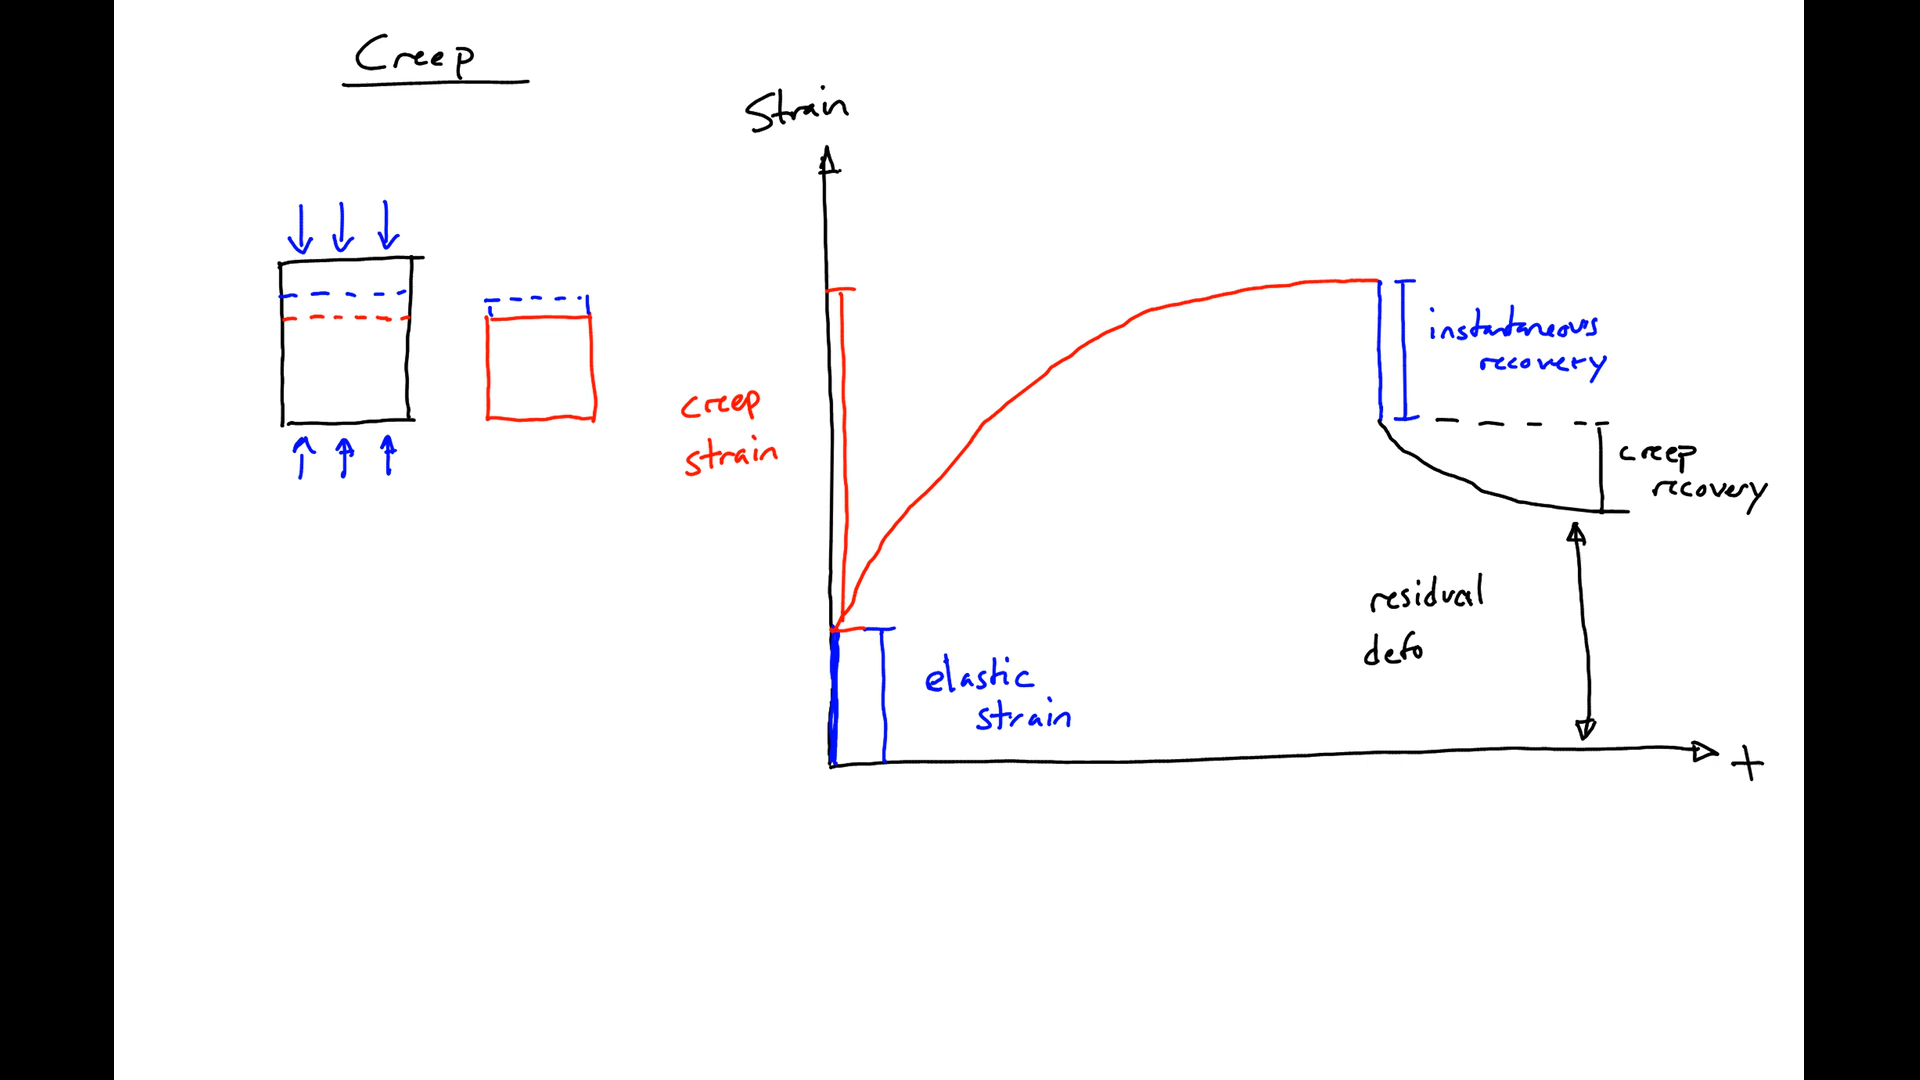 Creep
Strain
instantaneous
recovery
creep
strain
creep
recovery
residual
defo
elastic
strain
t